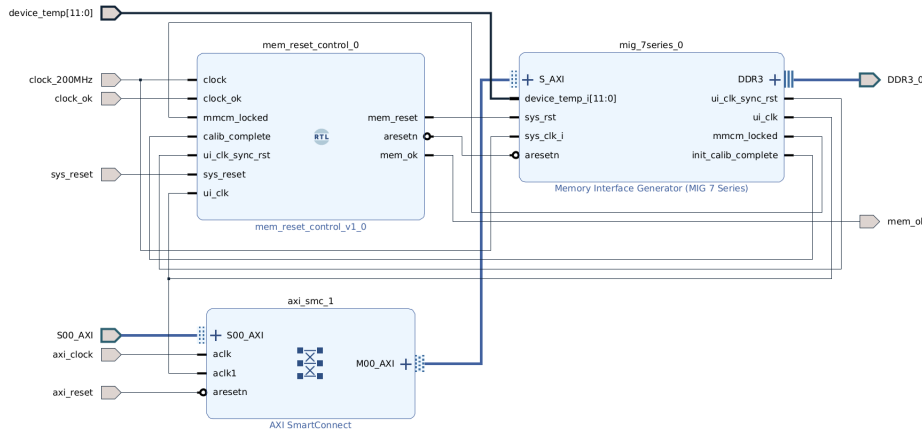 device_temp[11:0]
clock_200MHz
clock_ok
sys_reset
mem_reset_control_0
clock
clock_ok
mmcm_locked
calib_complete
ui_clk_sync_rst
sys_reset
ui_clk
RTL
mem_reset
aresetn
mem_ok
mem_reset_control_v1_0
mig_7series_0
S_AXI
device_temp_i[11:0]
sys_rst
sys_clk_i
aresetn
DDR3
ui_clk_sync_rst
ui_clk
mmcm_locked
init_calib_complete
Memory Interface Generator (MIG 7 Series)
DDR3_0
S00_AXI
axi_clock
axi_reset
axi_smc_1
S00_AXI
aclk
aclk1
aresetn
M00_AXI
AXI SmartConnect